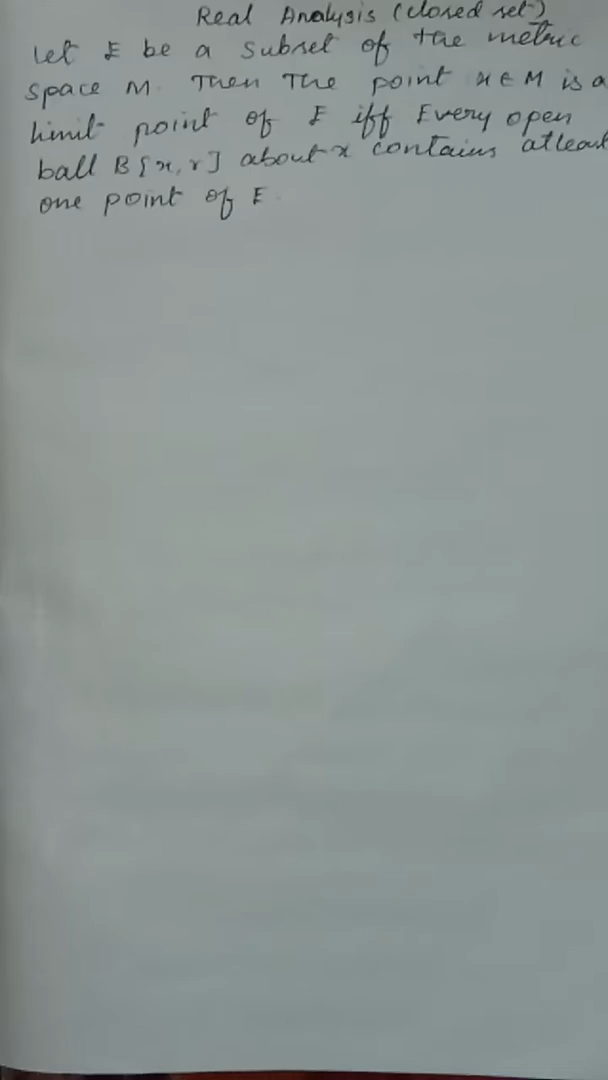 Real Analysis (closed set)
Let E be a subset of the metric
space M. Then The point x ∈ M is a
limit point of E iff Every open
ball B[x, r] about x contains atleast
one point of E.